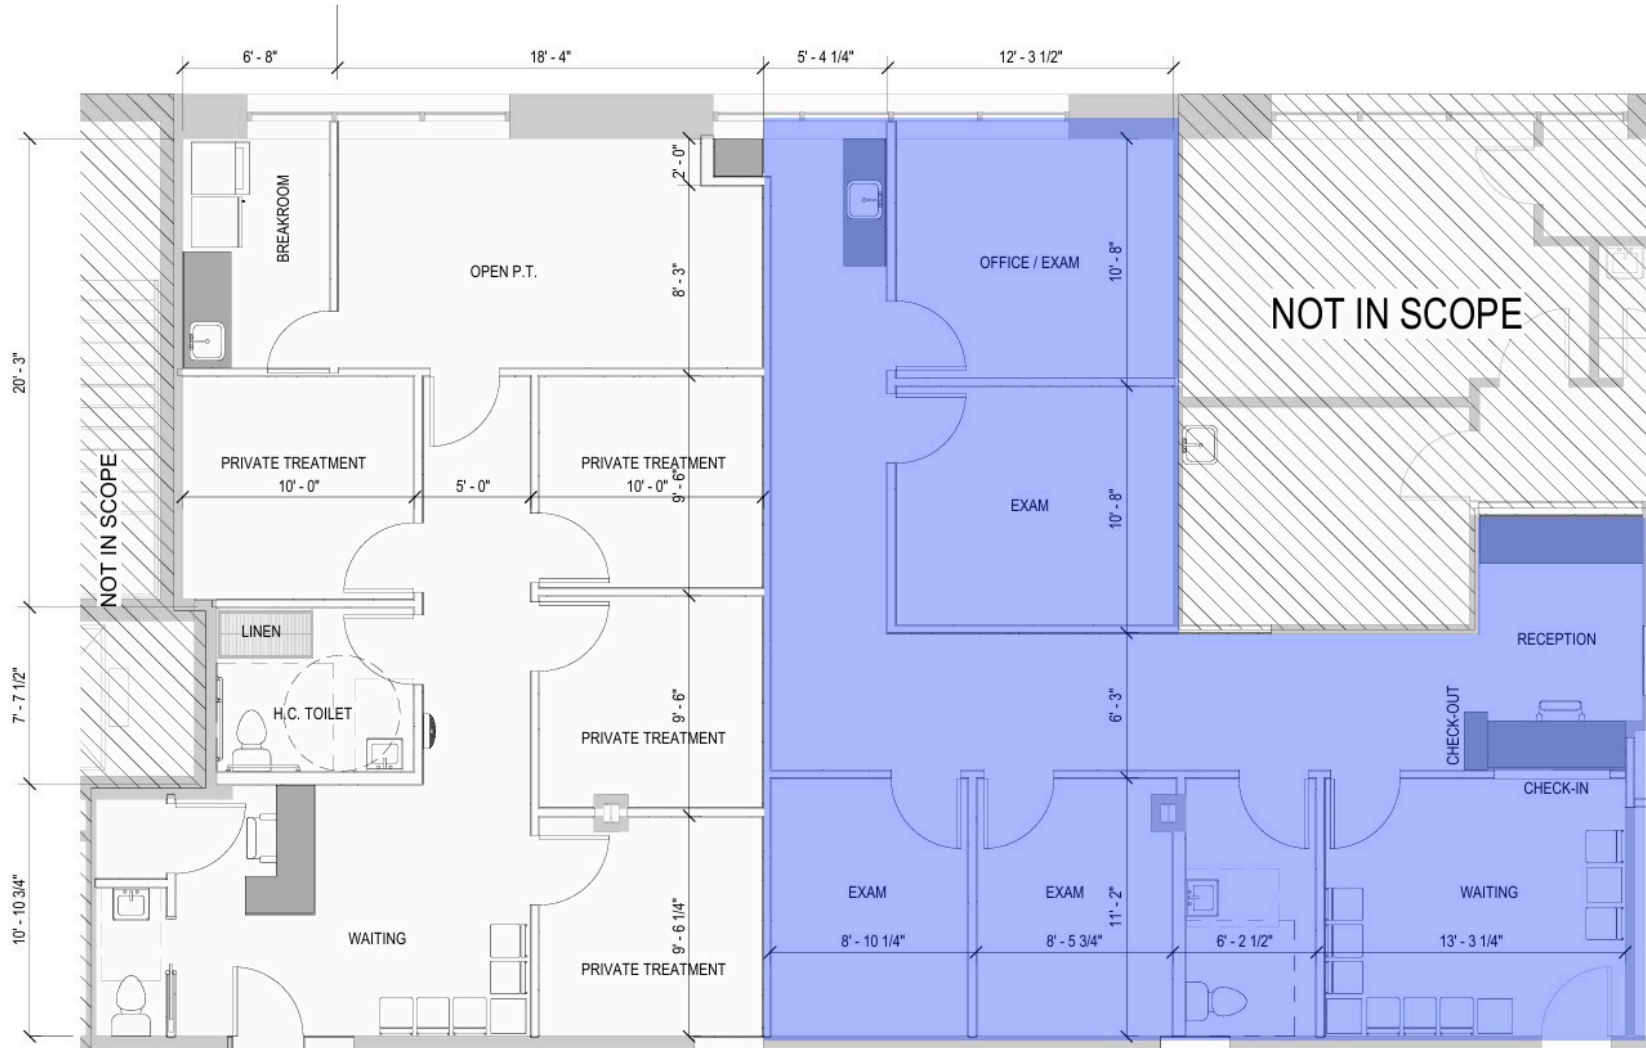 6' - 8"
18' - 4"
5' - 4 1/4"
12' - 3 1/2"
2' - 0"
BREAKROOM
OPEN P.T.
8' - 3"
OFFICE / EXAM
10' - 8"
NOT IN SCOPE
20' - 3"
PRIVATE TREATMENT
10' - 0"
5' - 0"
PRIVATE TREATMENT
10' - 0"
9' - 6"
EXAM
10' - 8"
NOT IN SCOPE
LINEN
7' - 7 1/2"
H.C. TOILET
9' - 6"
PRIVATE TREATMENT
6' - 3"
RECEPTION
CHECK-OUT
CHECK-IN
10' - 10 3/4"
WAITING
9' - 6 1/4"
PRIVATE TREATMENT
EXAM
8' - 10 1/4"
EXAM
8' - 5 3/4"
11' - 2"
6' - 2 1/2"
WAITING
13' - 3 1/4"